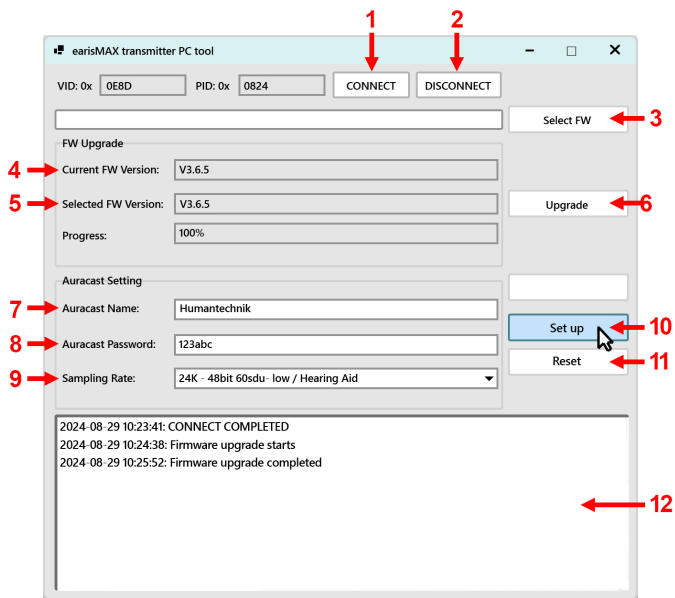 1 2
earisMAX transmitter PC tool
VID: 0x 0E8D PID: 0x 0824 CONNECT DISCONNECT
Select FW 3
FW Upgrade
4 Current FW Version: V3.6.5
5 Selected FW Version: V3.6.5 Upgrade 6
Progress: 100%
Auracast Setting
7 Auracast Name: Humantechnik
Set up 10
8 Auracast Password: 123abc
Reset 11
9 Sampling Rate: 24K - 48bit 60sdu- low / Hearing Aid
2024-08-29 10:23:41: CONNECT COMPLETED
2024-08-29 10:24:38: Firmware upgrade starts
2024-08-29 10:25:52: Firmware upgrade completed
12